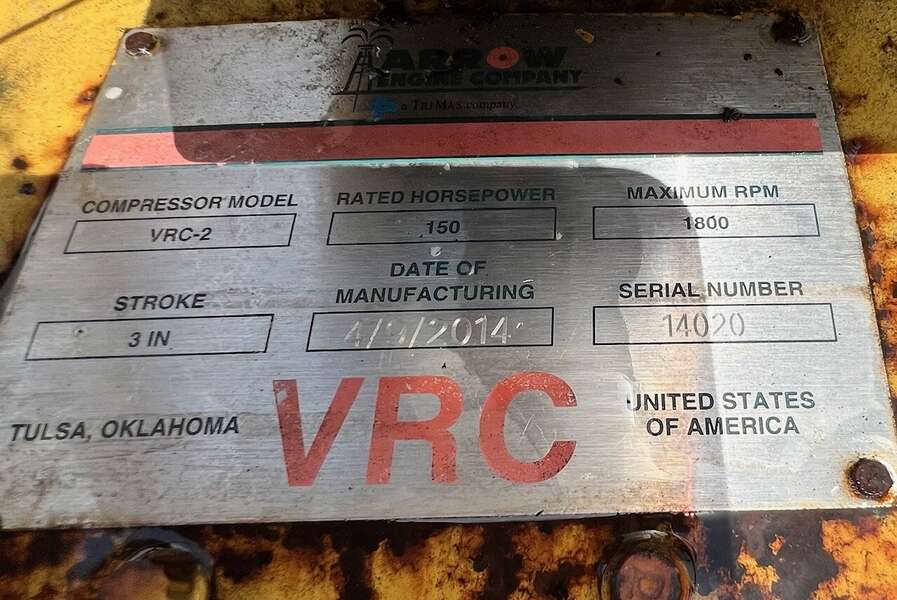 ARROW
ENGINE COMPANY
a TRIMAS company
COMPRESSOR MODEL
VRC-2
RATED HORSEPOWER
150
MAXIMUM RPM
1800
STROKE
3 IN
DATE OF
MANUFACTURING
4/9/2014
SERIAL NUMBER
14020
TULSA, OKLAHOMA
VRC
UNITED STATES
OF AMERICA